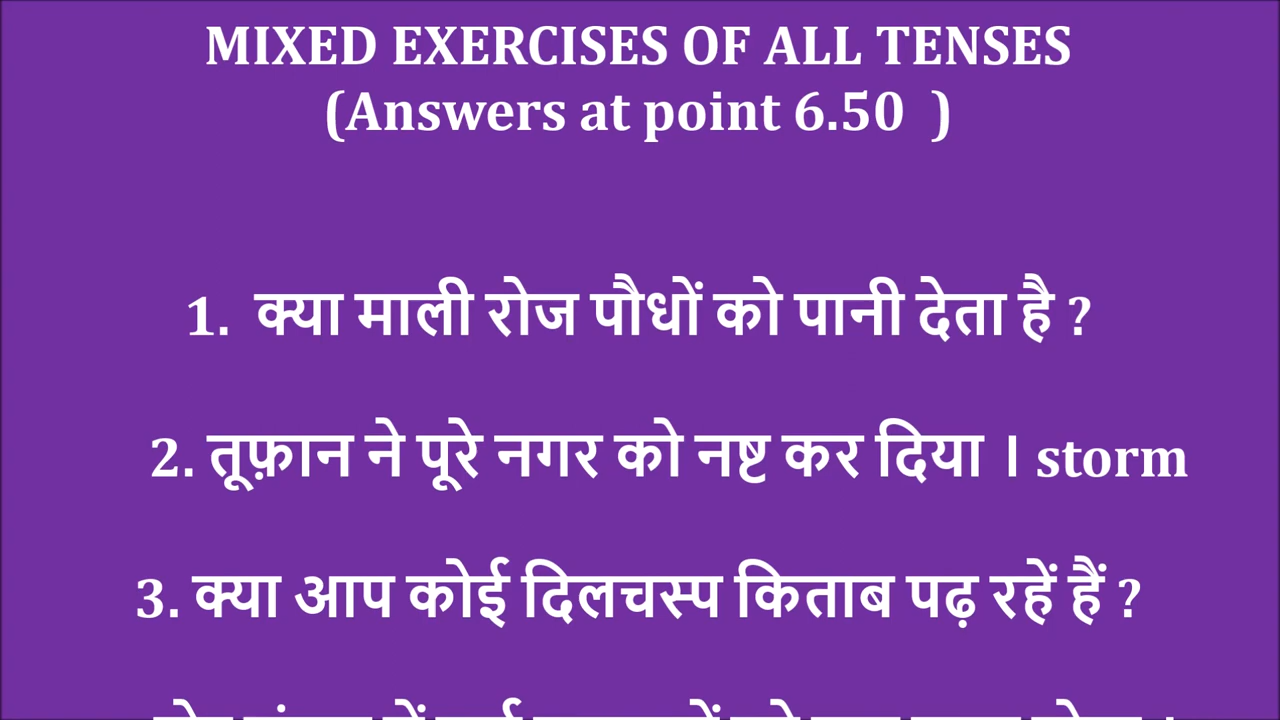 MIXED EXERCISES OF ALL TENSES
(Answers at point 6.50 )
1. क्या माली रोज पौधों को पानी देता है ?
2. तूफ़ान ने पूरे नगर को नष्ट कर दिया । storm
3. क्या आप कोई दिलचस्प किताब पढ़ रहें हैं ?